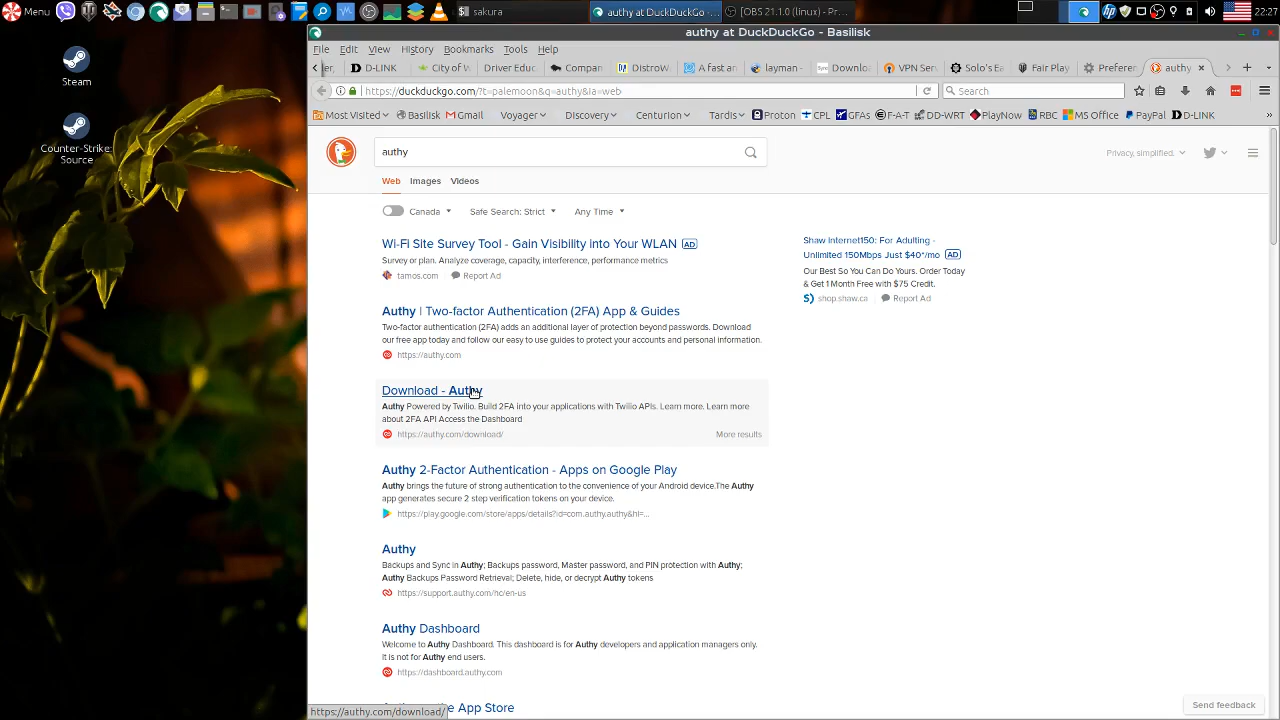 Menu
sakura
authy at DuckDuckGo - Basilisk
[OBS 21.1.0 (linux) - Pro...
22:27
Steam
Counter-Strike:
Source
authy at DuckDuckGo - Basilisk
File Edit View History Bookmarks Tools Help
D-LINK City of W Driver Educ Compan DistroW A fast an layman - Downlo VPN Serv Solo's Ea Fair Play Prefere authy
https://duckduckgo.com/?t=palemoon&q=authy&ia=web
Search
Most Visited Basilisk Gmail Voyager Discovery Centurion Tardis Proton CPL GFAs F-A-T DD-WRT PlayNow RBC MS Office PayPal D-LINK
authy
Privacy, simplified.
Web Images Videos
Canada Safe Search: Strict Any Time
Wi-Fi Site Survey Tool - Gain Visibility into Your WLAN AD
Survey or plan. Analyze coverage, capacity, interference, performance metrics
tamos.com Report Ad
Shaw Internet150: For Adulting -
Unlimited 150Mbps Just $40*/mo AD
Our Best So You Can Do Yours. Order Today
& Get 1 Month Free with $75 Credit.
shop.shaw.ca Report Ad
Authy | Two-factor Authentication (2FA) App & Guides
Two-factor authentication (2FA) adds an additional layer of protection beyond passwords. Download
our free app today and follow our easy to use guides to protect your accounts and personal information.
https://authy.com
Download - Authy
Authy Powered by Twilio. Build 2FA into your applications with Twilio APIs. Learn more. Learn more
about 2FA API Access the Dashboard
https://authy.com/download/
More results
Authy 2-Factor Authentication - Apps on Google Play
Authy brings the future of strong authentication to the convenience of your Android device.The Authy
app generates secure 2 step verification tokens on your device.
https://play.google.com/store/apps/details?id=com.authy.authy&hl=...
Authy
Backups and Sync in Authy; Backups password, Master password, and PIN protection with Authy;
Authy Backups Password Retrieval; Delete, hide, or decrypt Authy tokens
https://support.authy.com/hc/en-us
Authy Dashboard
Welcome to Authy Dashboard. This dashboard is for Authy developers and application managers only.
It is not for Authy end users.
https://dashboard.authy.com
App Store
Send feedback
https://authy.com/download/